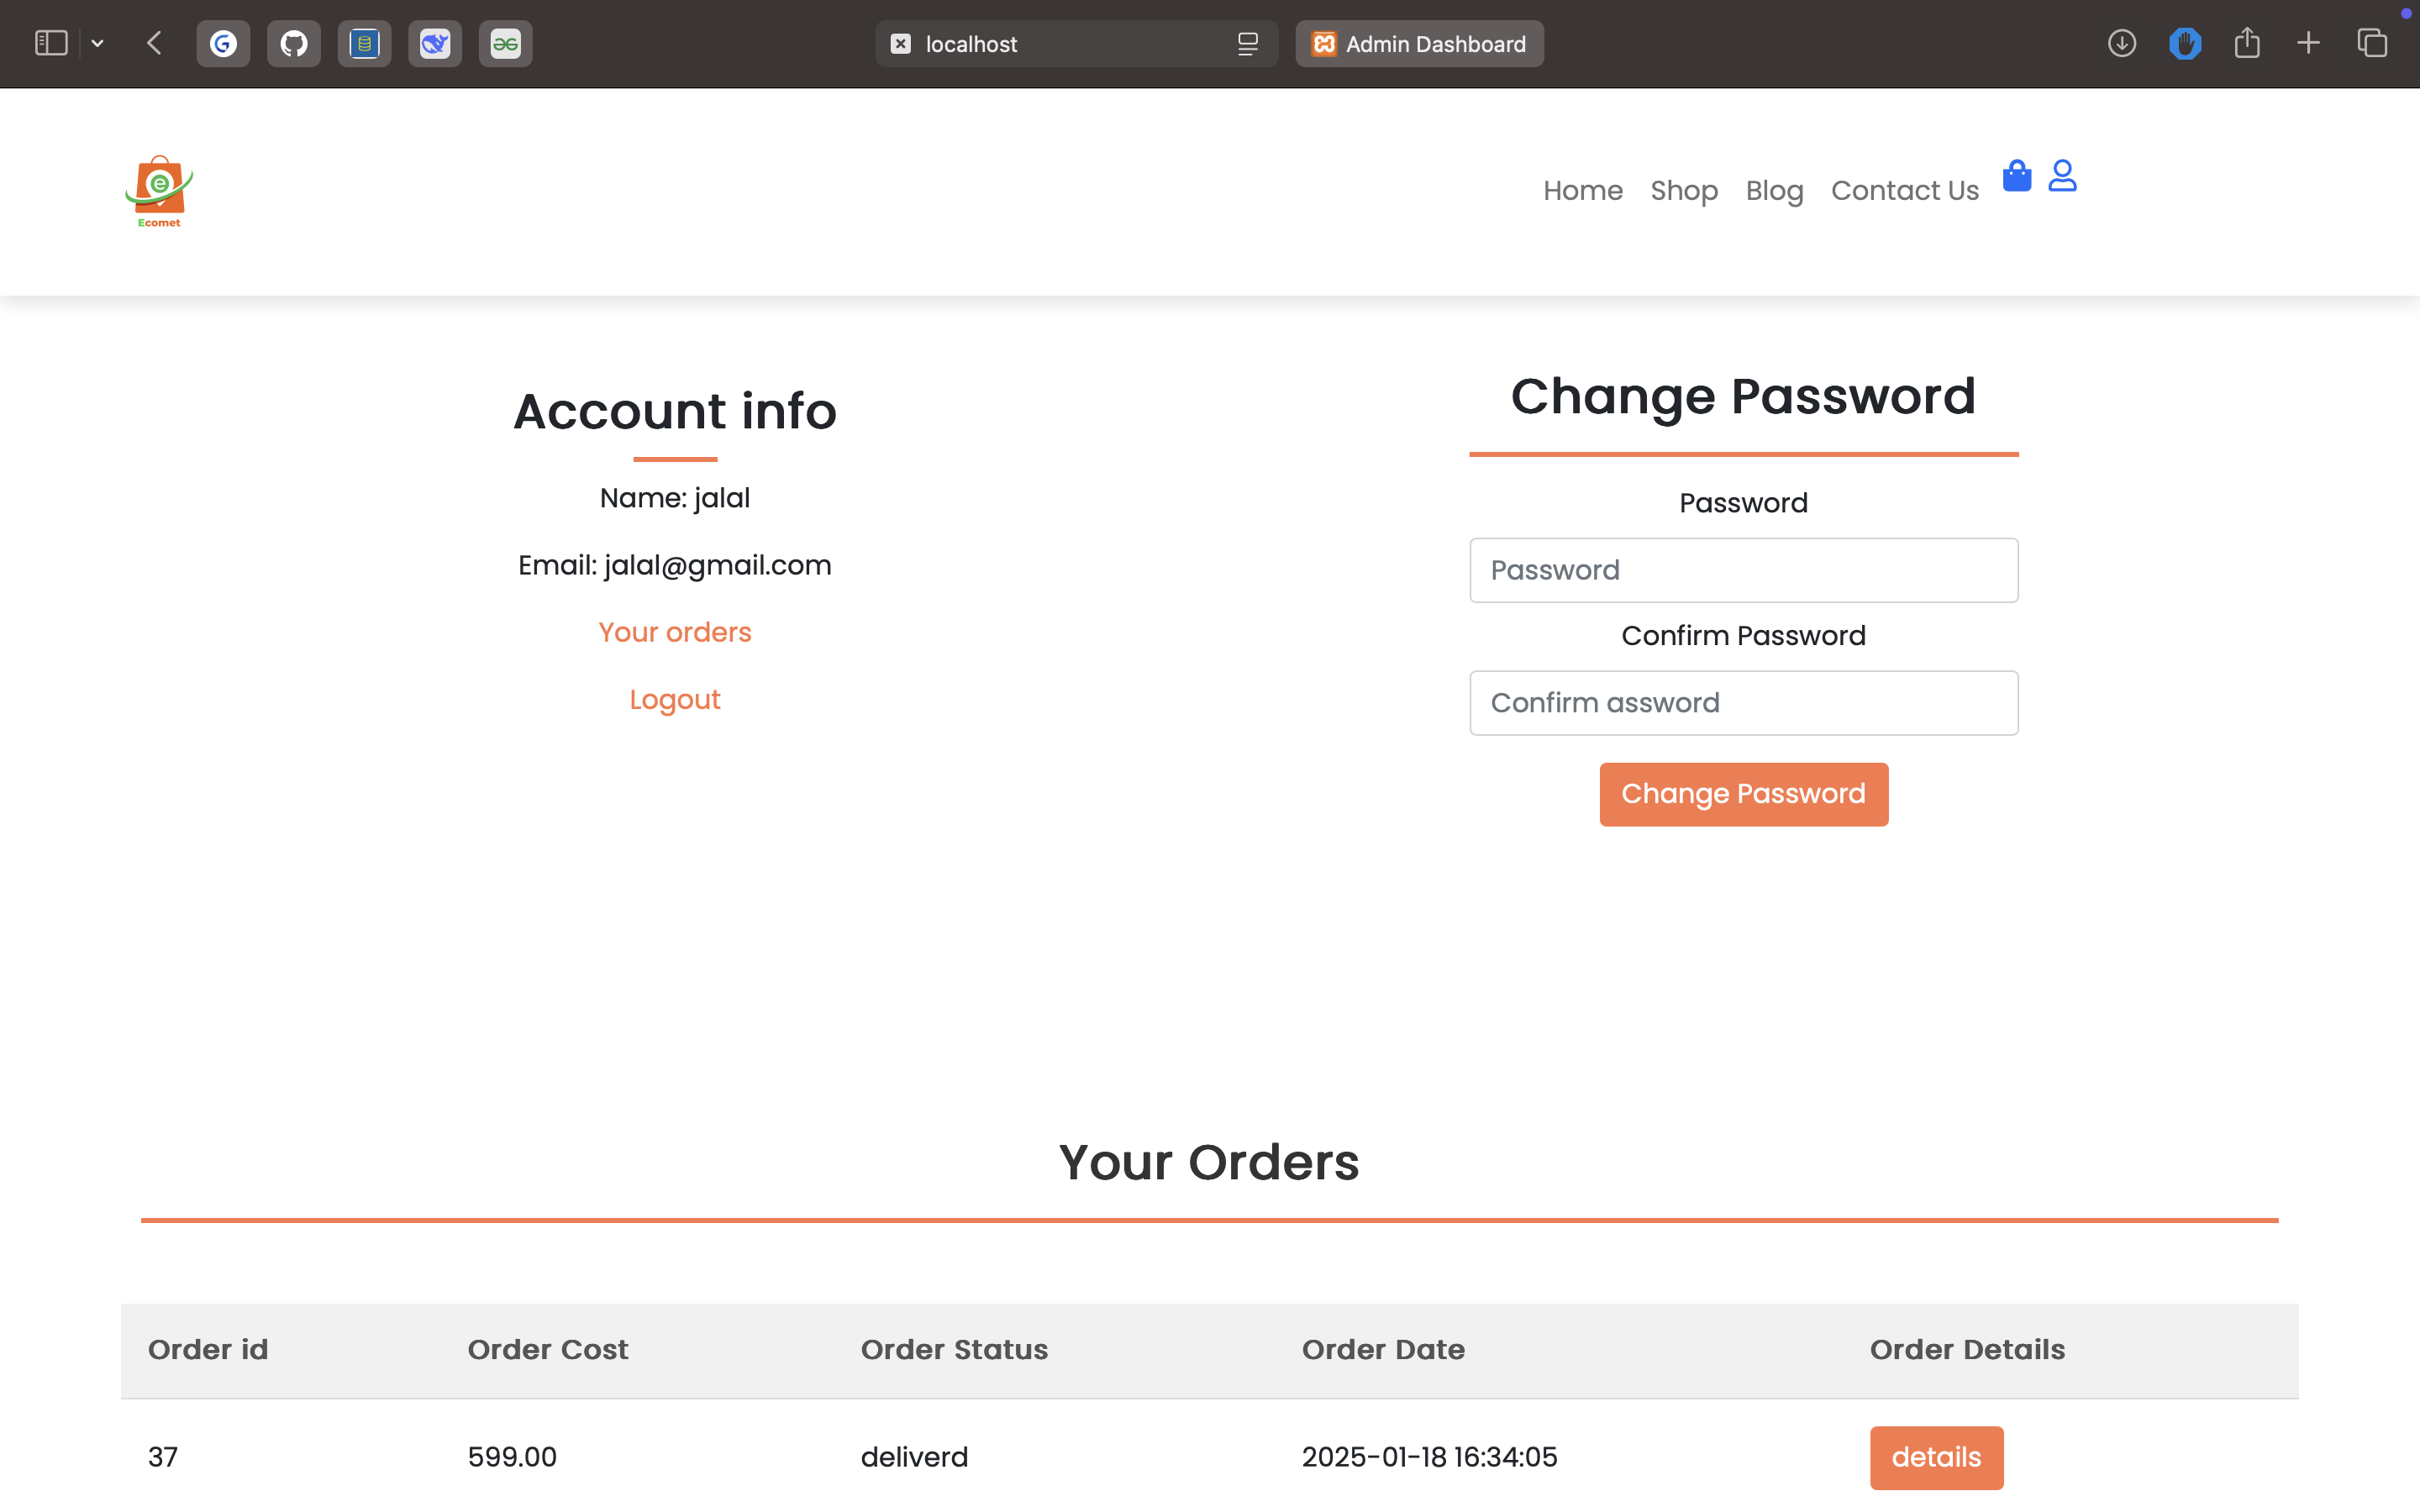 localhost
Admin Dashboard
Ecomet
Home Shop Blog Contact Us
Account info
Name: jalal
Email: jalal@gmail.com
Your orders
Logout
Change Password
Password
Password
Confirm Password
Confirm assword
Change Password
Your Orders
Order id Order Cost Order Status Order Date Order Details
37 599.00 deliverd 2025-01-18 16:34:05 details